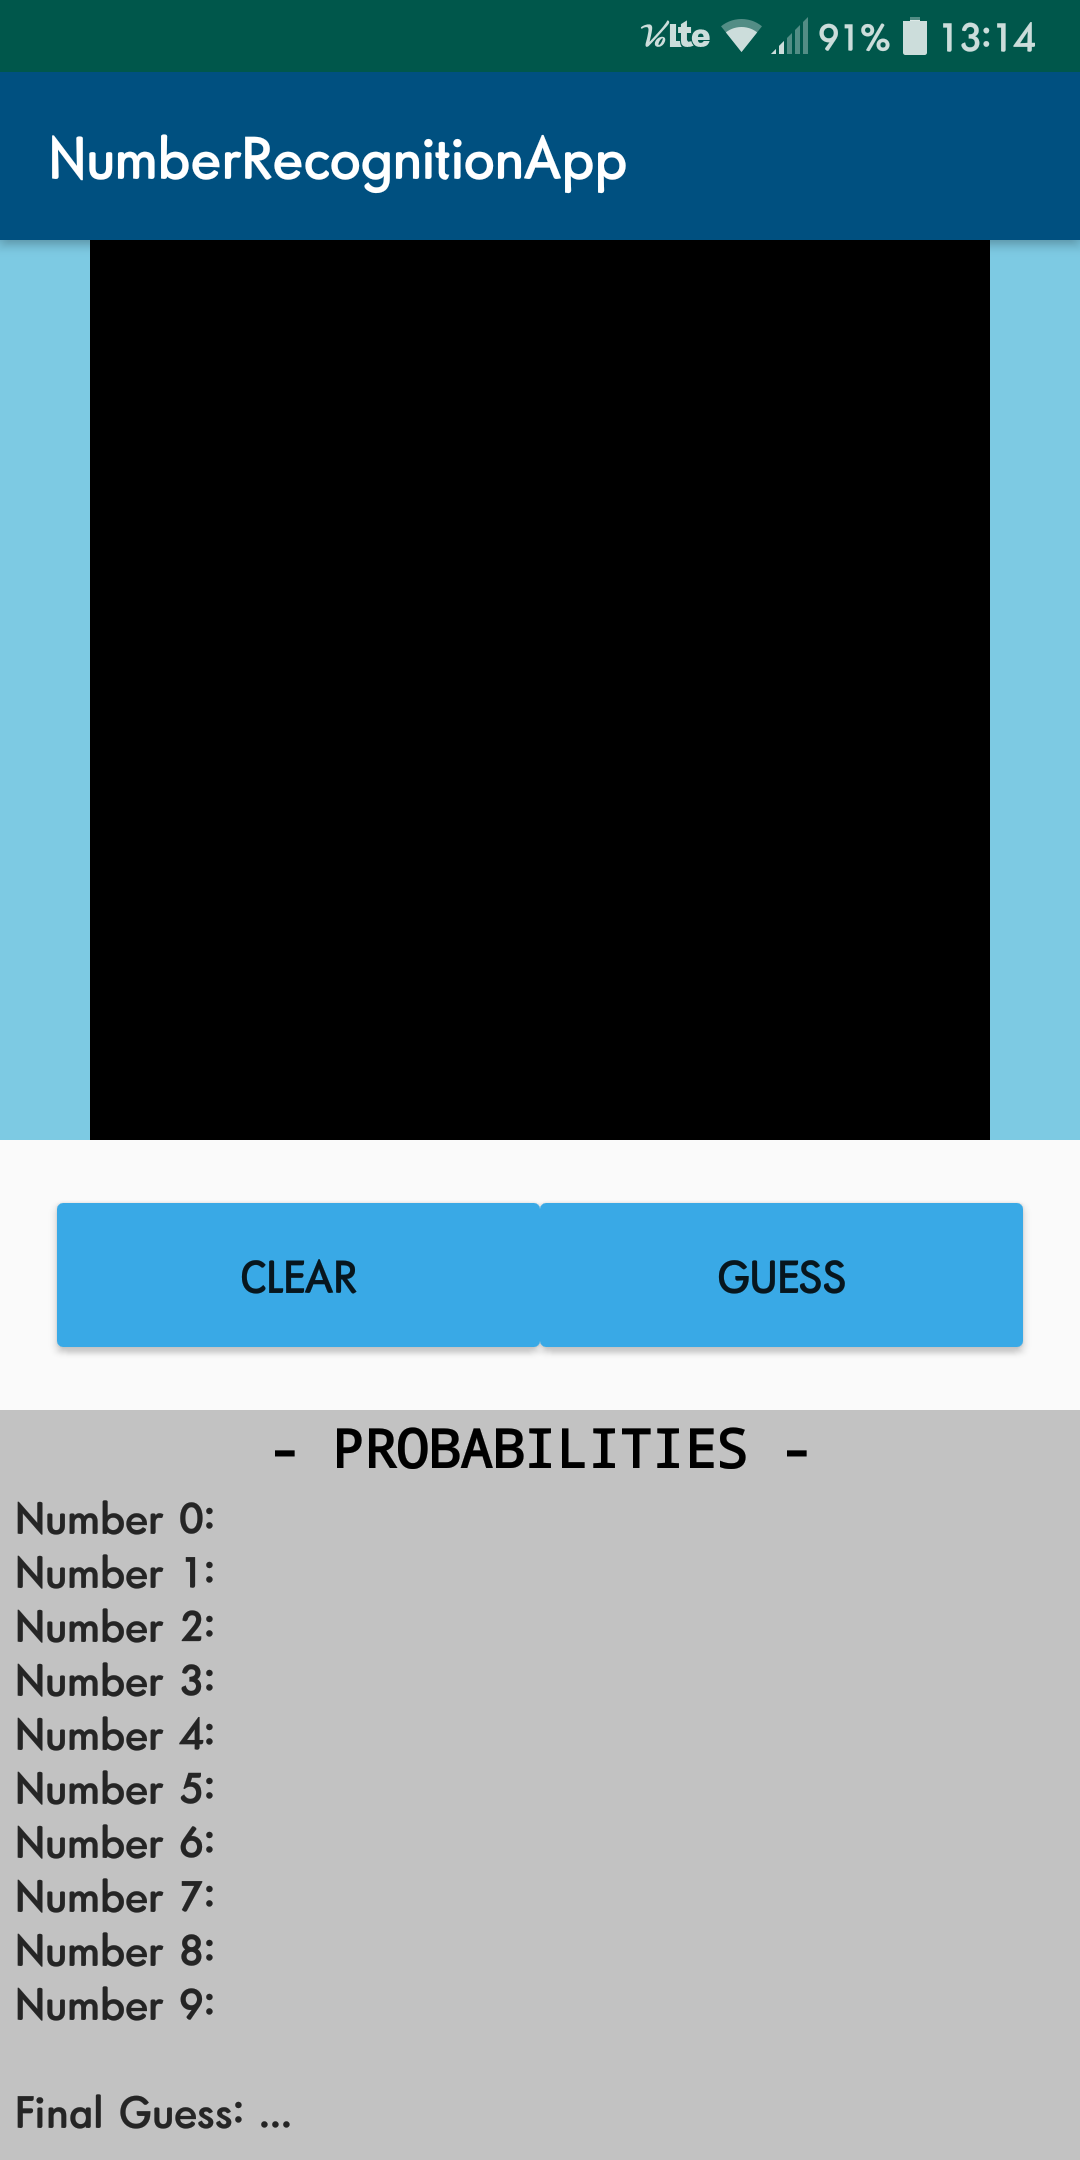 VoLte 91% 13:14
NumberRecognitionApp
CLEAR GUESS
- PROBABILITIES -
Number 0:
Number 1:
Number 2:
Number 3:
Number 4:
Number 5:
Number 6:
Number 7:
Number 8:
Number 9:
Final Guess: ...